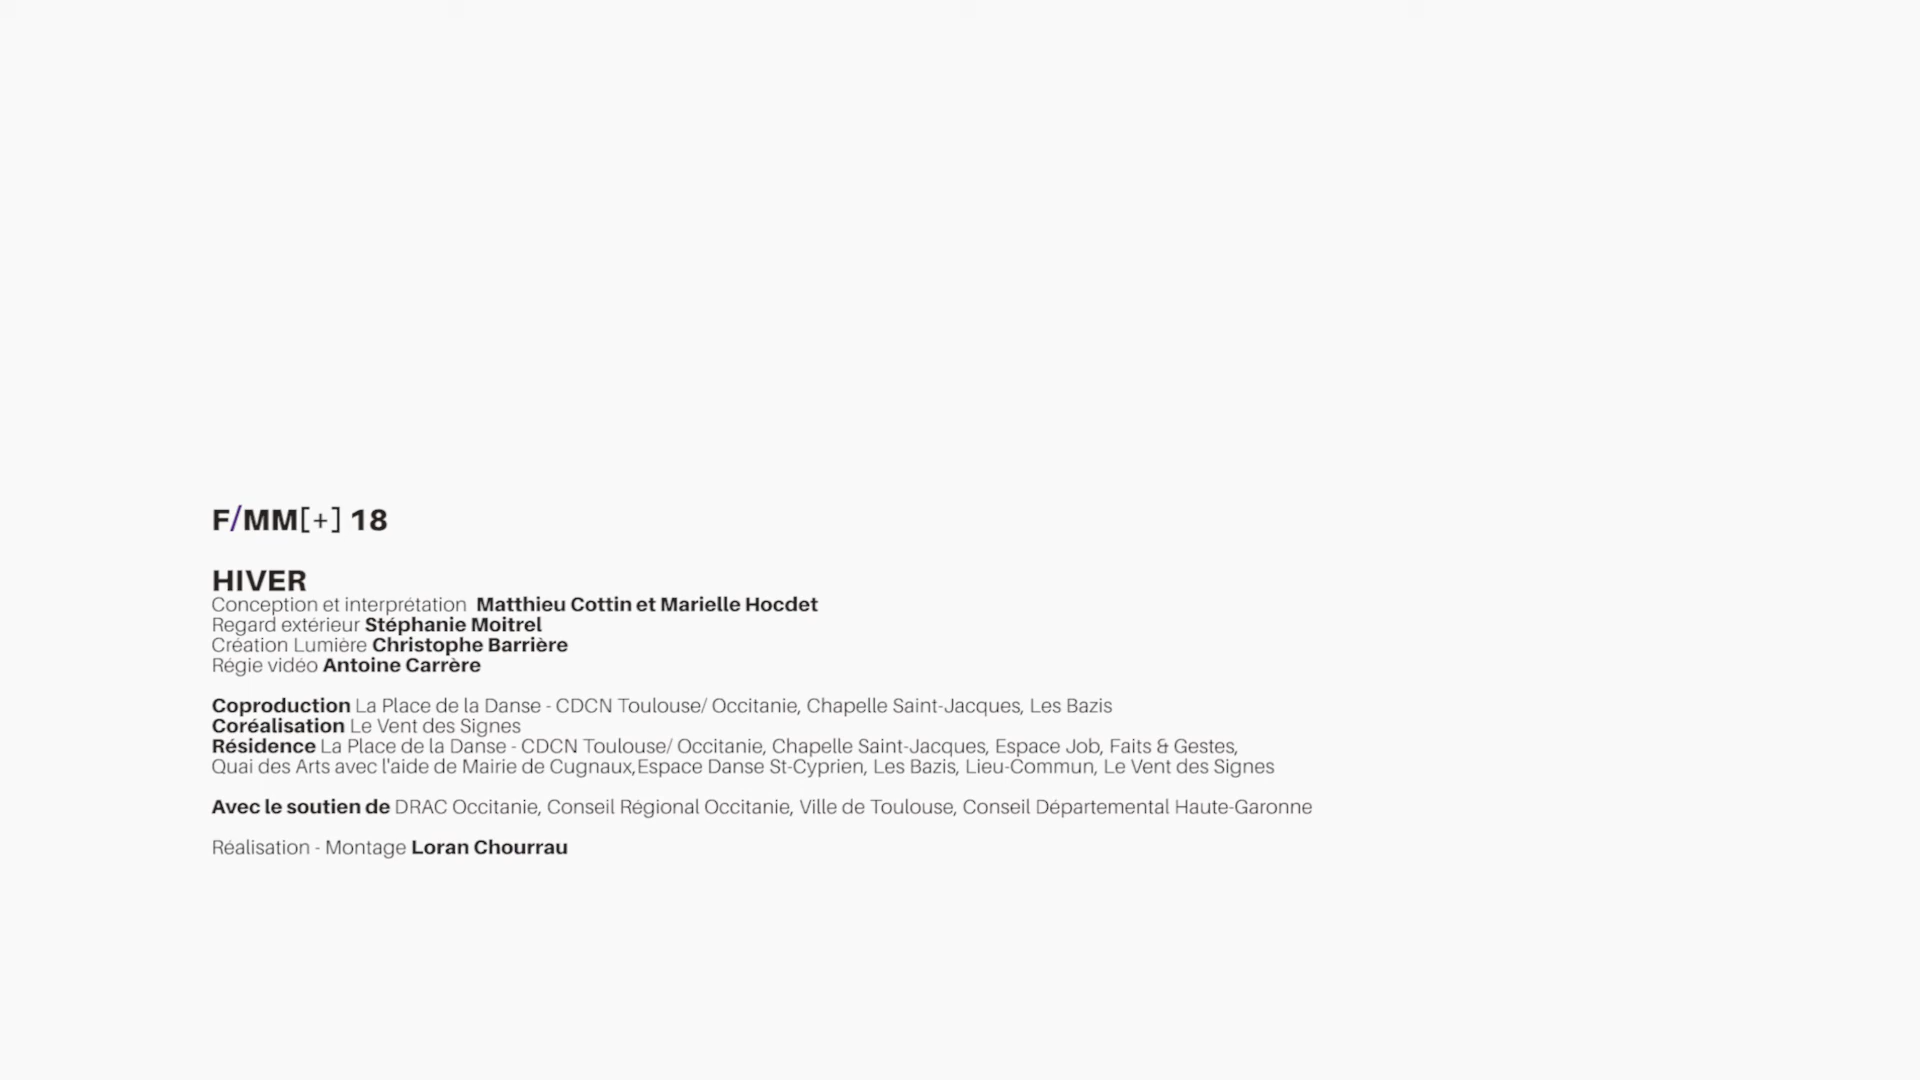 F/MM[+] 18
HIVER
Conception et interprétation Matthieu Cottin et Marielle Hocdet
Regard extérieur Stéphanie Moitrel
Création Lumière Christophe Barrière
Régie vidéo Antoine Carrère
Coproduction La Place de la Danse - CDCN Toulouse/ Occitanie, Chapelle Saint-Jacques, Les Bazis
Coréalisation Le Vent des Signes
Résidence La Place de la Danse - CDCN Toulouse/ Occitanie, Chapelle Saint-Jacques, Espace Job, Faits & Gestes,
Quai des Arts avec l'aide de Mairie de Cugnaux,Espace Danse St-Cyprien, Les Bazis, Lieu-Commun, Le Vent des Signes
Avec le soutien de DRAC Occitanie, Conseil Régional Occitanie, Ville de Toulouse, Conseil Départemental Haute-Garonne
Réalisation - Montage Loran Chourrau